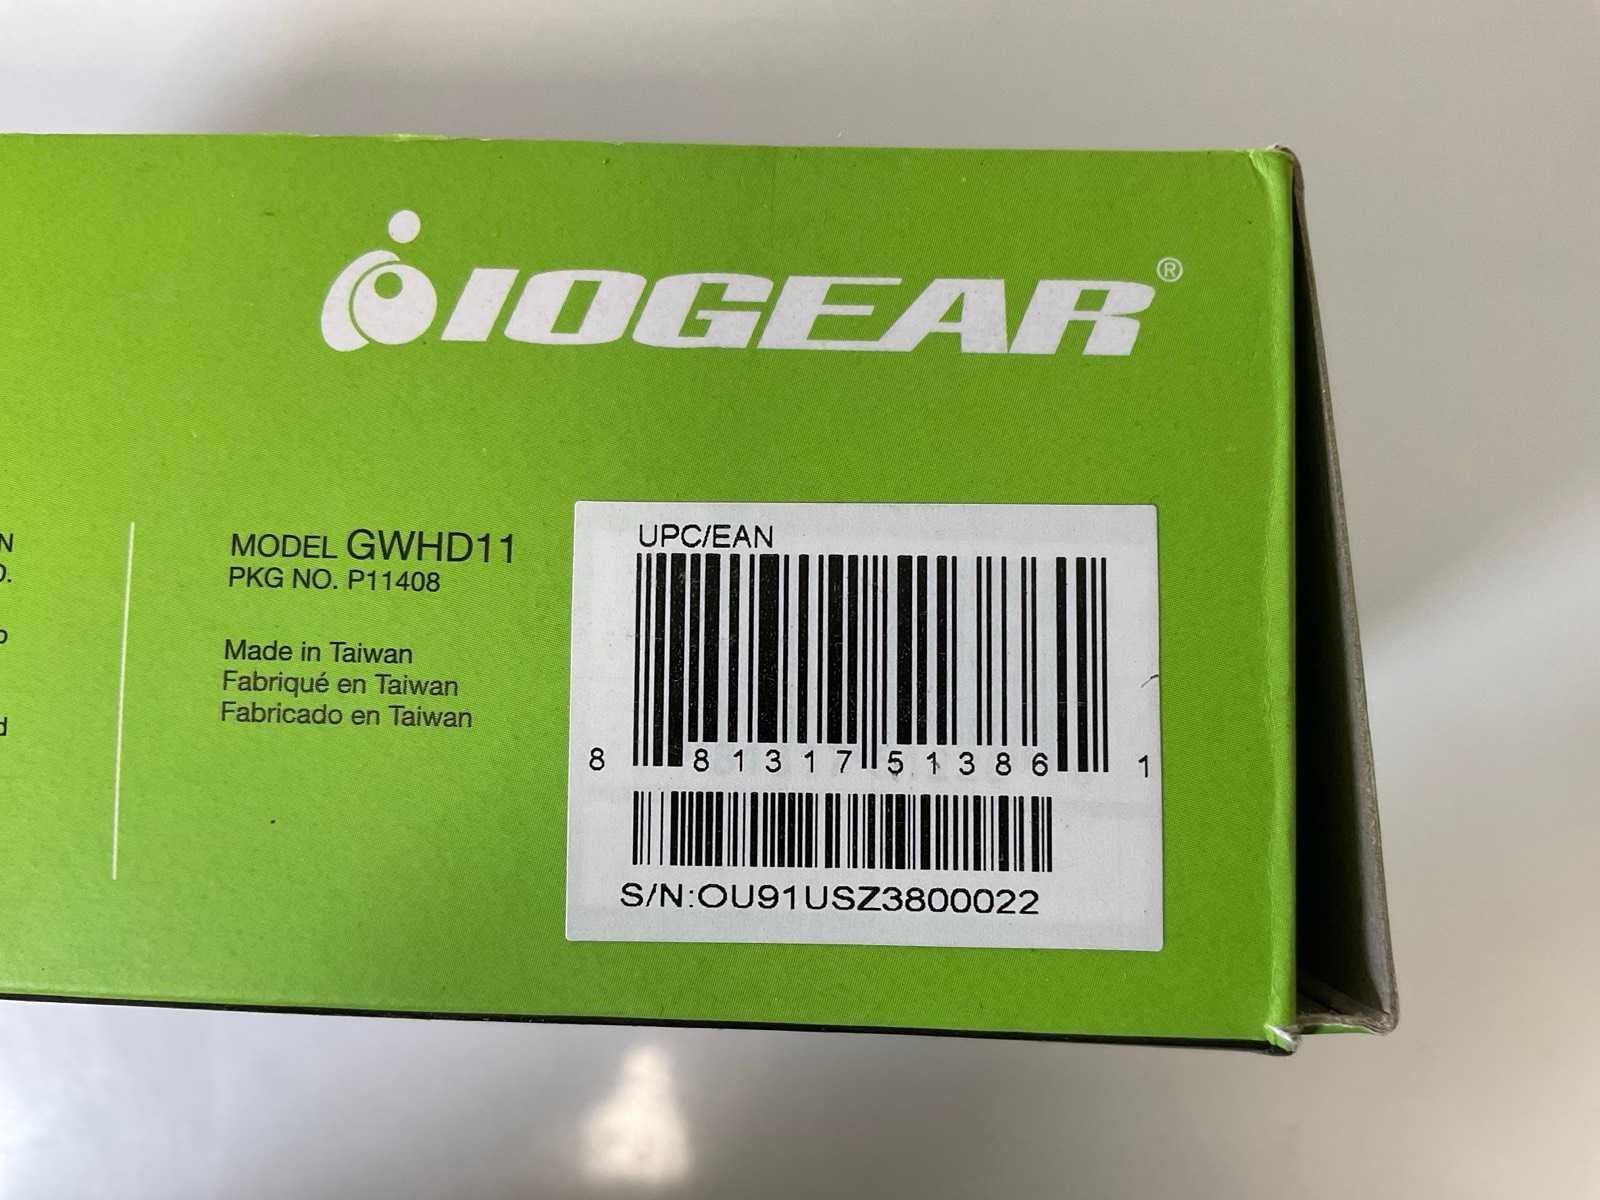 IOGEAR®
N
MODEL GWHD11
PKG NO. P11408
Made in Taiwan
Fabriqué en Taiwan
Fabricado en Taiwan
UPC/EAN
8 81317 51386 1
S/N:OU91USZ3800022